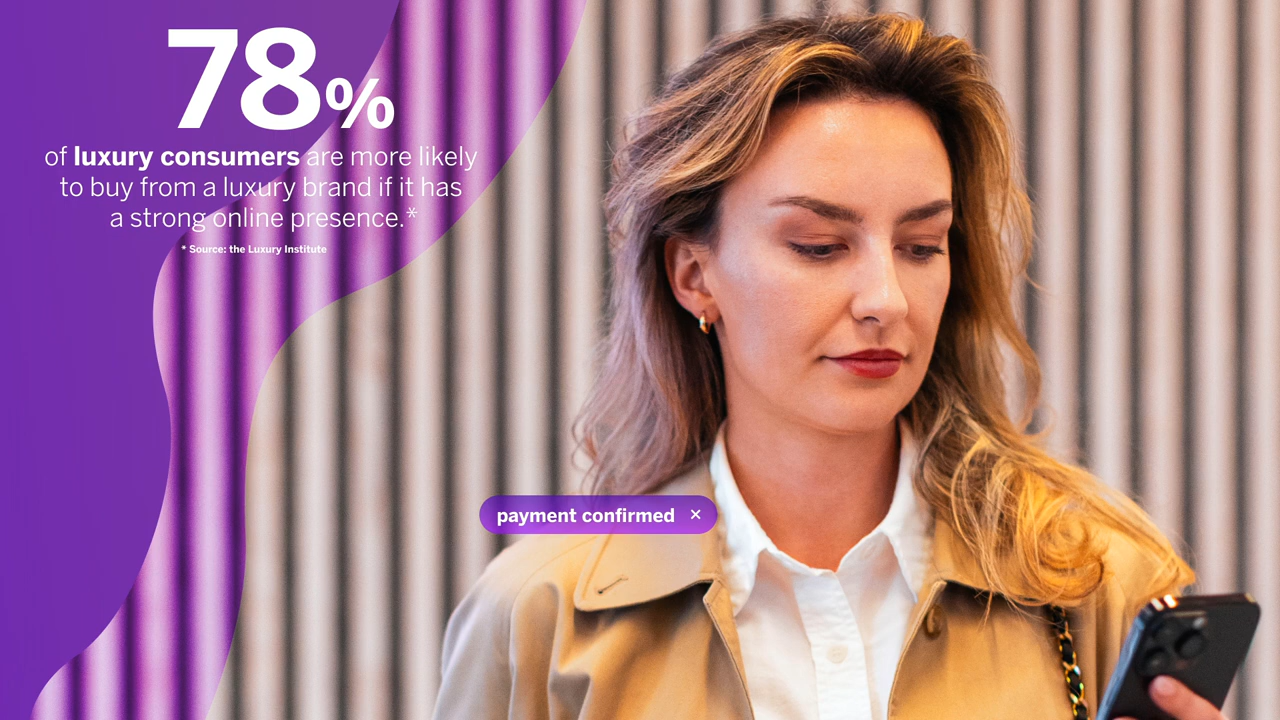 78%
of luxury consumers are more likely
to buy from a luxury brand if it has
a strong online presence.*
* Source: the Luxury Institute
payment confirmed ×